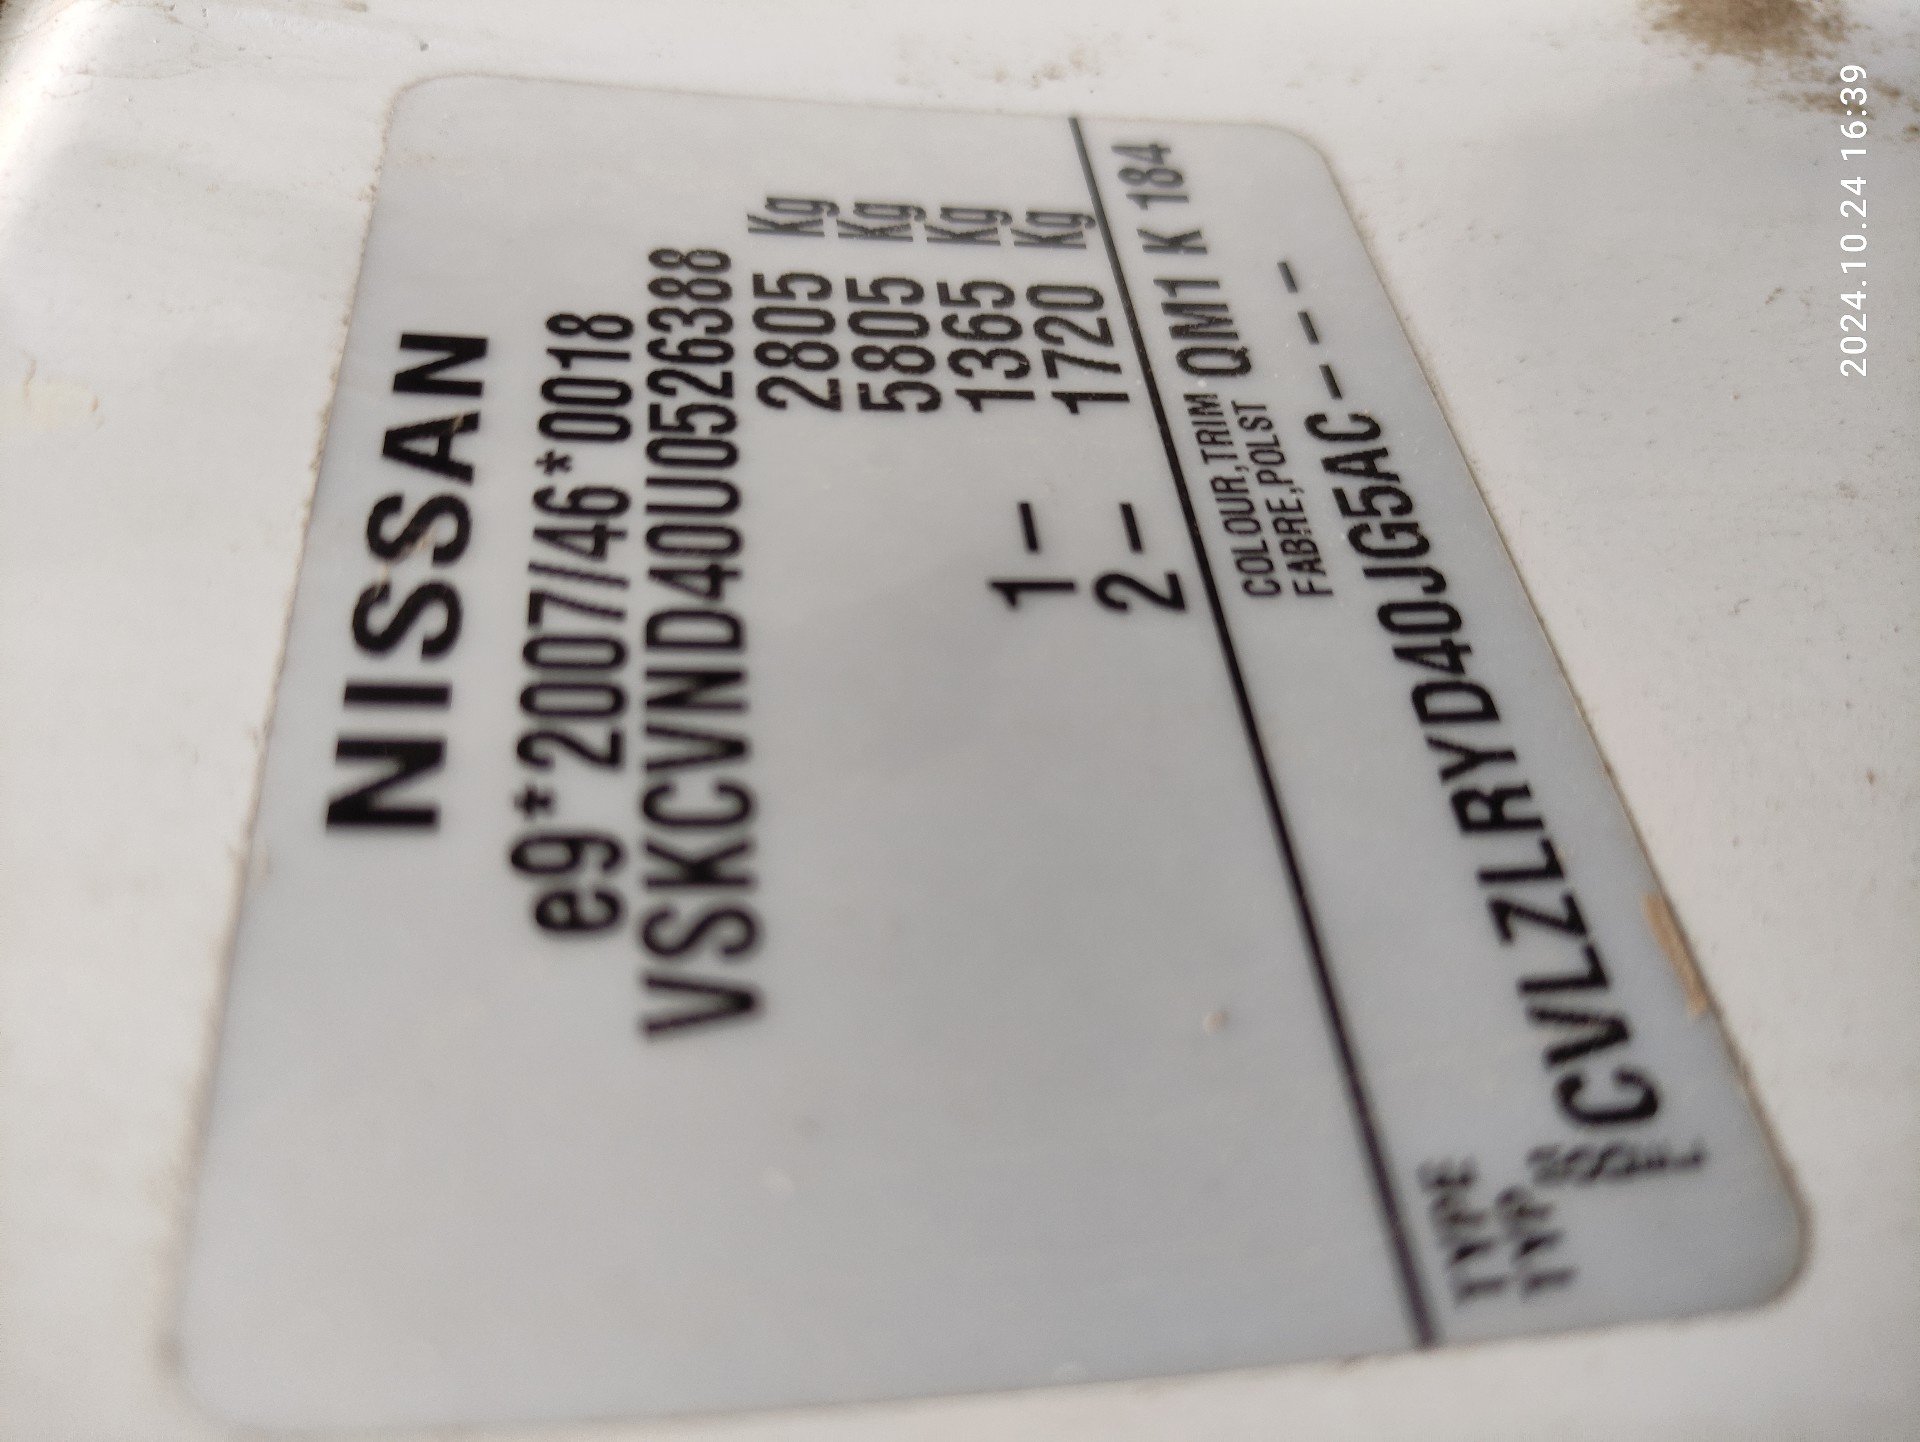 NISSAN
e9*2007/46*0018
VSKCVND40U0526388
2805 Kg
5805 Kg
1- 1365 Kg
2- 1720 Kg
TYPE
TYP
COLOUR,TRIM
FABRE,POLST
QM1 K 184
CVLZLRYD40JG5AC----
2024.10.24 16:39